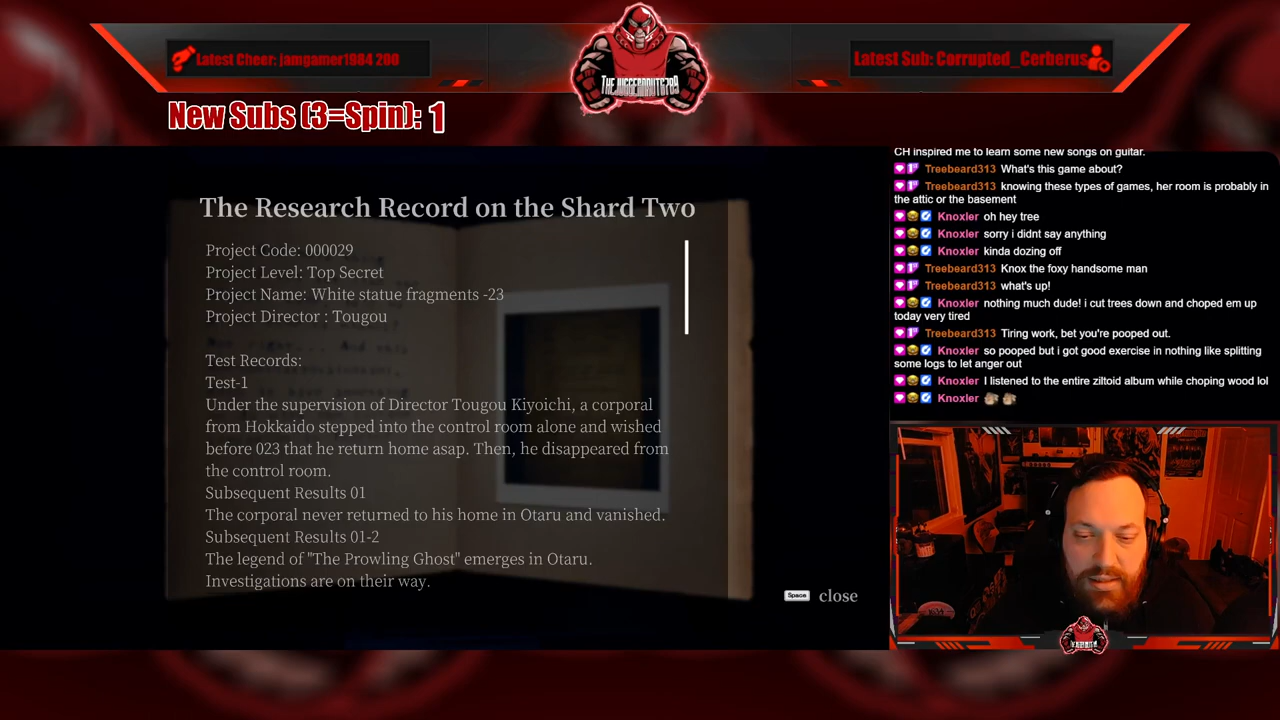 Latest Cheer: jamgamer1984 200
THEJUGGERNAUT6789
Latest Sub: Corrupted_Cerberus
New Subs (3=Spin): 1
The Research Record on the Shard Two
Project Code: 000029
Project Level: Top Secret
Project Name: White statue fragments -23
Project Director : Tougou
Test Records:
Test-1
Under the supervision of Director Tougou Kiyoichi, a corporal
from Hokkaido stepped into the control room alone and wished
before 023 that he return home asap. Then, he disappeared from
the control room.
Subsequent Results 01
The corporal never returned to his home in Otaru and vanished.
Subsequent Results 01-2
The legend of "The Prowling Ghost" emerges in Otaru.
Investigations are on their way.
Space close
CH inspired me to learn some new songs on guitar.
Treebeard313 What's this game about?
Treebeard313 knowing these types of games, her room is probably in
the attic or the basement
Knoxler oh hey tree
Knoxler sorry i didnt say anything
Knoxler kinda dozing off
Treebeard313 Knox the foxy handsome man
Treebeard313 what's up!
Knoxler nothing much dude! i cut trees down and choped em up
today very tired
Treebeard313 Tiring work, bet you're pooped out.
Knoxler so pooped but i got good exercise in nothing like splitting
some logs to let anger out
Knoxler I listened to the entire ziltoid album while choping wood lol
Knoxler